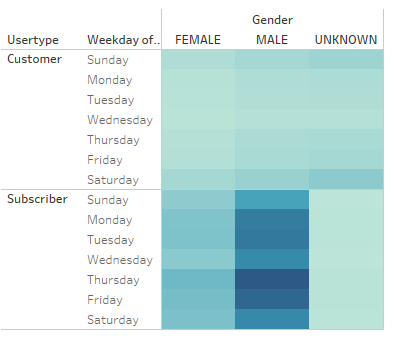 Gender
Usertype Weekday of.. FEMALE MALE UNKNOWN
Customer Sunday
Monday
Tuesday
Wednesday
Thursday
Friday
Saturday
Subscriber Sunday
Monday
Tuesday
Wednesday
Thursday
Friday
Saturday